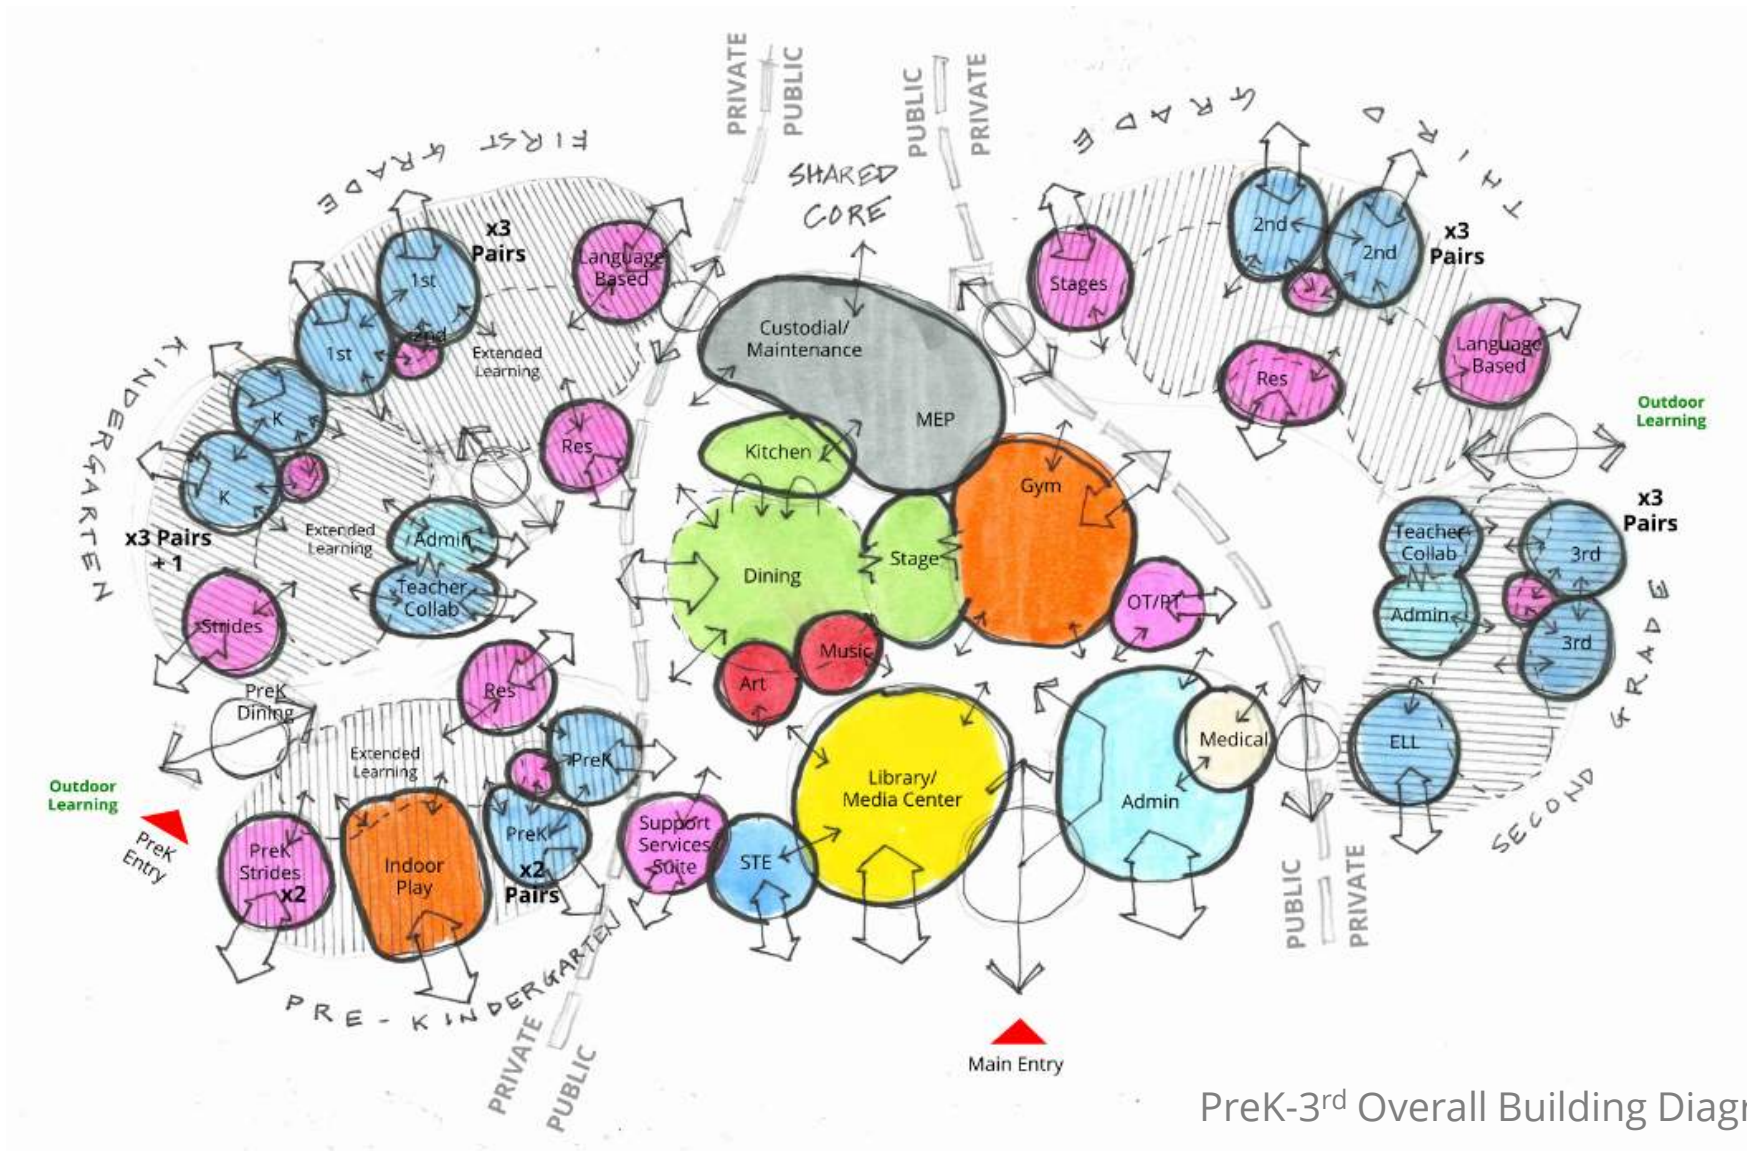 PRIVATE
PUBLIC
PUBLIC
PRIVATE
SHARED
CORE
FIRST GRADE
x3
Pairs
1st
1st
2nd
Language
Based
Extended
Learning
Res
KINDERGARTEN
K
K
x3 Pairs
+ 1
Extended
Learning
Admin
Teacher
Collab
Strides
PreK
Dining
Outdoor
Learning
PreK
Entry
Res
Extended
Learning
PreK
PreK
x2
Pairs
PreK
Strides
x2
Indoor
Play
PRE-KINDERGARTEN
PRIVATE
PUBLIC
Custodial/
Maintenance
MEP
Kitchen
Dining
Stage
Gym
OT/PT
Music
Art
Library/
Media Center
Support
Services
Suite
STE
Admin
Medical
Main Entry
PUBLIC
PRIVATE
THIRD GRADE
Stages
2nd
2nd
x3
Pairs
Res
Language
Based
Outdoor
Learning
x3
Pairs
Teacher
Collab
Admin
3rd
3rd
ELL
SECOND GRADE
PreK-3rd Overall Building Diagr